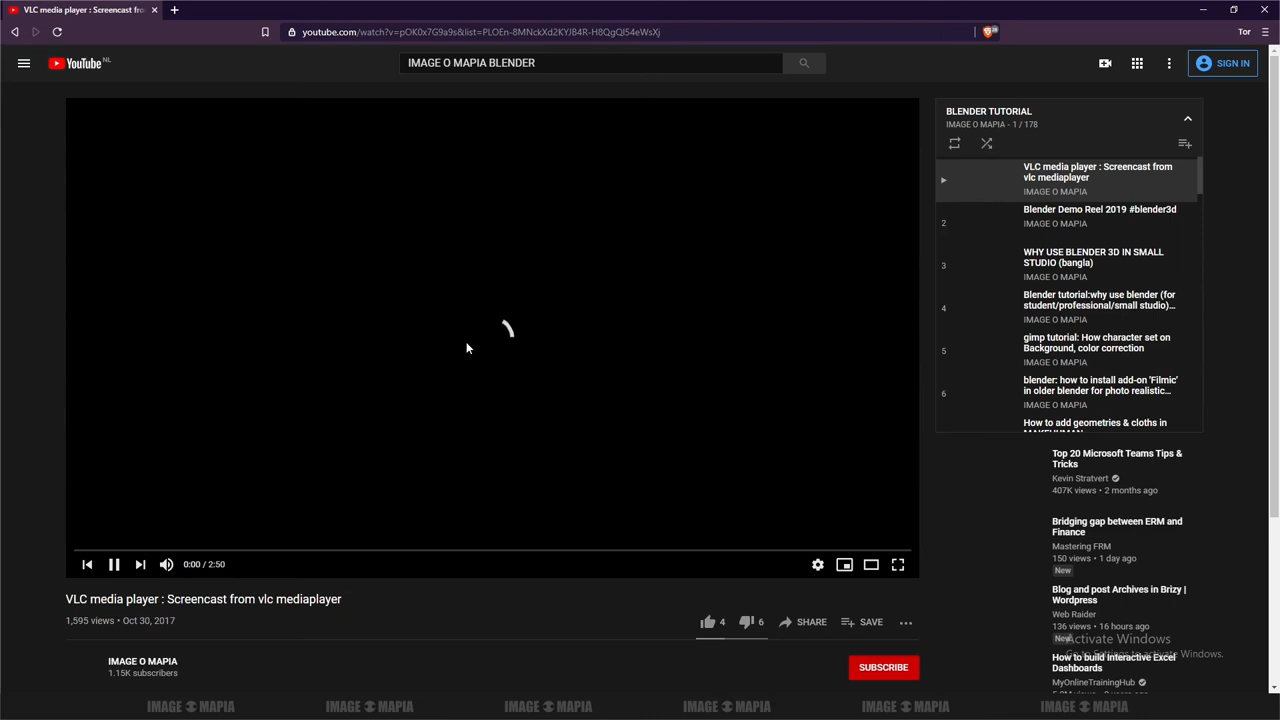 VLC media player : Screencast fro
youtube.com/watch?v=pOK0x7G9a9s&list=PLOEn-8MNckXd2KYJB4R-H8QgQI54eWsXj
Tor
YouTube NL
IMAGE O MAPIA BLENDER
SIGN IN
BLENDER TUTORIAL
IMAGE O MAPIA - 1 / 178
VLC media player : Screencast from
vlc mediaplayer
IMAGE O MAPIA
2
Blender Demo Reel 2019 #blender3d
IMAGE O MAPIA
3
WHY USE BLENDER 3D IN SMALL
STUDIO (bangla)
IMAGE O MAPIA
4
Blender tutorial:why use blender (for
student/professional/small studio)...
IMAGE O MAPIA
5
gimp tutorial: How character set on
Background, color correction
IMAGE O MAPIA
6
blender: how to install add-on 'Filmic'
in older blender for photo realistic...
IMAGE O MAPIA
How to add geometries & cloths in
MAKEHUMAN
0:00 / 2:50
VLC media player : Screencast from vlc mediaplayer
1,595 views • Oct 30, 2017
4
6
SHARE
SAVE
IMAGE O MAPIA
1.15K subscribers
SUBSCRIBE
Top 20 Microsoft Teams Tips &
Tricks
Kevin Stratvert
407K views • 2 months ago
Bridging gap between ERM and
Finance
Mastering FRM
150 views • 1 day ago
New
Blog and post Archives in Brizy |
Wordpress
Web Raider
136 views • 16 hours ago
New
Activate Windows
Go to Settings to activate Windows.
How to build Interactive Excel
Dashboards
MyOnlineTrainingHub
IMAGE O MAPIA
IMAGE O MAPIA
IMAGE O MAPIA
IMAGE O MAPIA
IMAGE O MAPIA
IMAGE O MAPIA